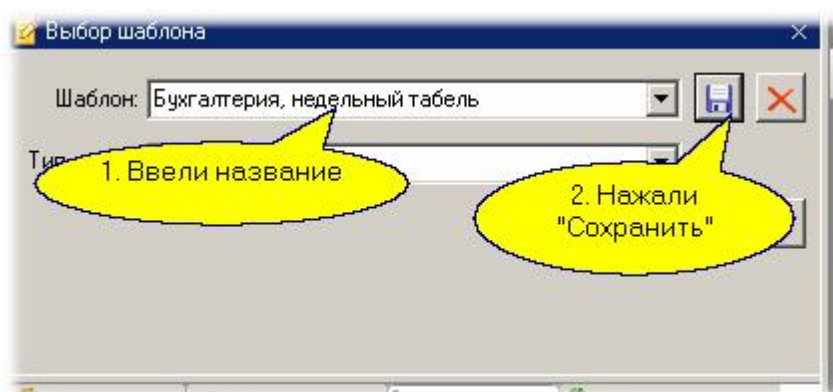 Выбор шаблона
Шаблон: Бухгалтерия, недельный табель
1. Ввели название
2. Нажали
"Сохранить"